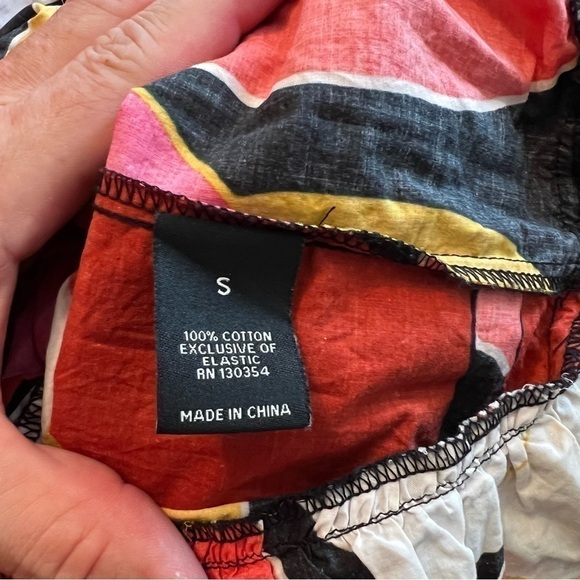 S
100% COTTON
EXCLUSIVE OF
ELASTIC
RN 130354
MADE IN CHINA